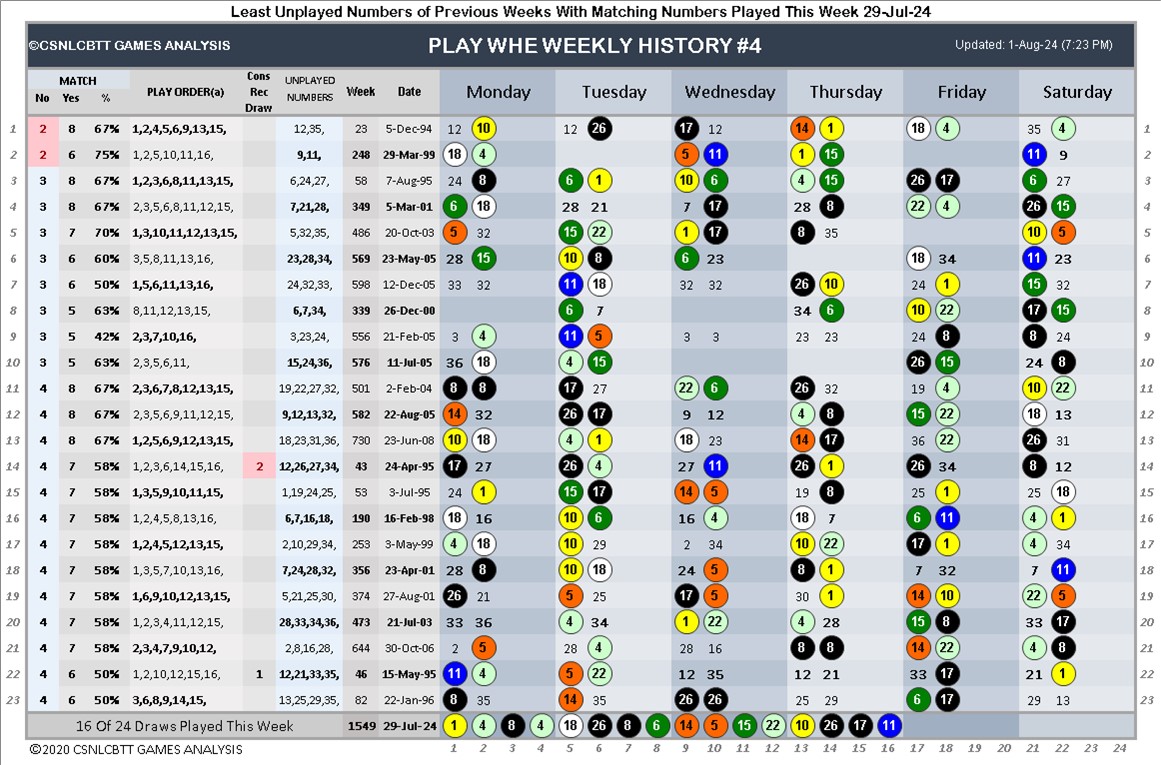 Least Unplayed Numbers of Previous Weeks With Matching Numbers Played This Week 29-Jul-24
©CSNLCBTT GAMES ANALYSIS PLAY WHE WEEKLY HISTORY #4 Updated: 1-Aug-24 (7:23 PM)
MATCH No Yes % PLAY ORDER(a) Cons Rec Draw UNPLAYED NUMBERS Week Date Monday Tuesday Wednesday Thursday Friday Saturday
1 2 8 67% 1,2,4,5,6,9,13,15, 12,35, 23 5-Dec-94 12 10 12 26 17 12 14 1 18 4 35 4 1
2 2 6 75% 1,2,5,10,11,16, 9,11, 248 29-Mar-99 18 4 5 11 1 15 11 9 2
3 3 8 67% 1,2,3,6,8,11,13,15, 6,24,27, 58 7-Aug-95 24 8 6 1 10 6 4 15 26 17 6 27 3
4 3 8 67% 2,3,5,6,8,11,12,15, 7,21,28, 349 5-Mar-01 6 18 28 21 7 17 28 8 22 4 26 15 4
5 3 7 70% 1,3,10,11,12,13,15, 5,32,35, 486 20-Oct-03 5 32 15 22 1 17 8 35 10 5 5
6 3 6 60% 3,5,8,11,13,16, 23,28,34, 569 23-May-05 28 15 10 8 6 23 18 34 11 23 6
7 3 6 50% 1,5,6,11,13,16, 24,32,33, 598 12-Dec-05 33 32 11 18 32 32 26 10 24 1 15 32 7
8 3 5 63% 8,11,12,13,15, 6,7,34, 339 26-Dec-00 6 7 34 6 10 22 17 15 8
9 3 5 42% 2,3,7,10,16, 3,23,24, 556 21-Feb-05 3 4 11 5 3 3 23 23 24 8 8 24 9
10 3 5 63% 2,3,5,6,11, 15,24,36, 576 11-Jul-05 36 18 4 15 26 15 24 8 10
11 4 8 67% 2,3,6,7,8,12,13,15, 19,22,27,32, 501 2-Feb-04 8 8 17 27 22 6 26 32 19 4 10 22 11
12 4 8 67% 2,3,5,6,9,11,12,15, 9,12,13,32, 582 22-Aug-05 14 32 26 17 9 12 4 8 15 22 18 13 12
13 4 8 67% 1,2,5,6,9,12,13,15, 18,23,31,36, 730 23-Jun-08 10 18 4 1 18 23 14 17 36 22 26 31 13
14 4 7 58% 1,2,3,6,14,15,16, 2 12,26,27,34, 43 24-Apr-95 17 27 26 4 27 11 26 1 26 34 8 12 14
15 4 7 58% 1,3,5,9,10,11,15, 1,19,24,25, 53 3-Jul-95 24 1 15 17 14 5 19 8 25 1 25 18 15
16 4 7 58% 1,2,4,5,8,13,16, 6,7,16,18, 190 16-Feb-98 18 16 10 6 16 4 18 7 6 11 4 1 16
17 4 7 58% 1,2,4,5,12,13,15, 2,10,29,34, 253 3-May-99 4 18 10 29 2 34 10 22 17 1 4 34 17
18 4 7 58% 1,3,5,7,10,13,16, 7,24,28,32, 356 23-Apr-01 28 8 10 18 24 5 8 1 7 32 7 11 18
19 4 7 58% 1,6,9,10,12,13,15, 5,21,25,30, 374 27-Aug-01 26 21 5 25 17 5 30 1 14 10 22 5 19
20 4 7 58% 1,2,3,4,11,12,15, 28,33,34,36, 473 21-Jul-03 33 36 4 34 1 22 4 28 15 8 33 17 20
21 4 7 58% 2,3,4,7,9,10,12, 2,8,16,28, 644 30-Oct-06 2 5 28 4 28 16 8 8 14 22 4 8 21
22 4 6 50% 1,2,10,12,15,16, 1 12,21,33,35, 46 15-May-95 11 4 5 22 12 35 12 21 33 17 21 1 22
23 4 6 50% 3,6,8,9,14,15, 13,25,29,35, 82 22-Jan-96 8 35 14 35 26 26 25 29 6 17 29 13 23
16 Of 24 Draws Played This Week 1549 29-Jul-24 1 4 8 4 18 26 8 6 14 5 15 22 10 26 17 11
©2020 CSNLCBTT GAMES ANALYSIS 1 2 3 4 5 6 7 8 9 10 11 12 13 14 15 16 17 18 19 20 21 22 23 24